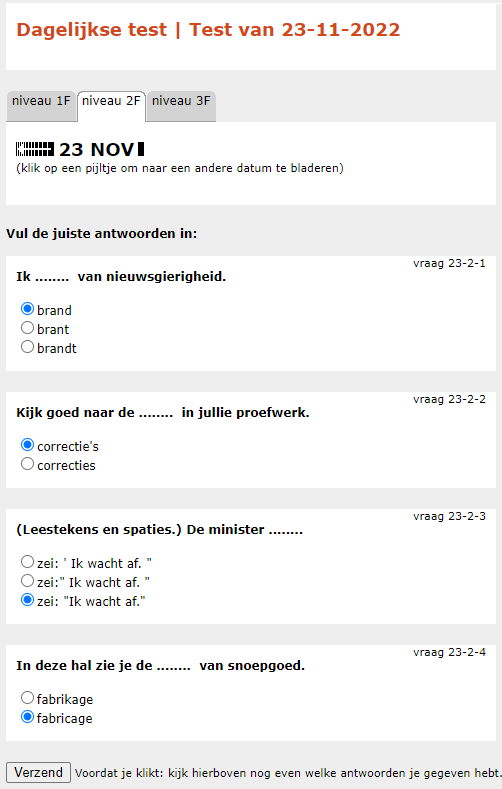 Dagelijkse test | Test van 23-11-2022
niveau 1F niveau 2F niveau 3F
23 NOV
(klik op een pijltje om naar een andere datum te bladeren)
Vul de juiste antwoorden in:
vraag 23-2-1
Ik ........ van nieuwsgierigheid.
brand
brant
brandt
vraag 23-2-2
Kijk goed naar de ........ in jullie proefwerk.
correctie's
correcties
vraag 23-2-3
(Leestekens en spaties.) De minister ........
zei: ' Ik wacht af. "
zei:" Ik wacht af. "
zei: "Ik wacht af."
vraag 23-2-4
In deze hal zie je de ........ van snoepgoed.
fabrikage
fabricage
Verzend Voordat je klikt: kijk hierboven nog even welke antwoorden je gegeven hebt.